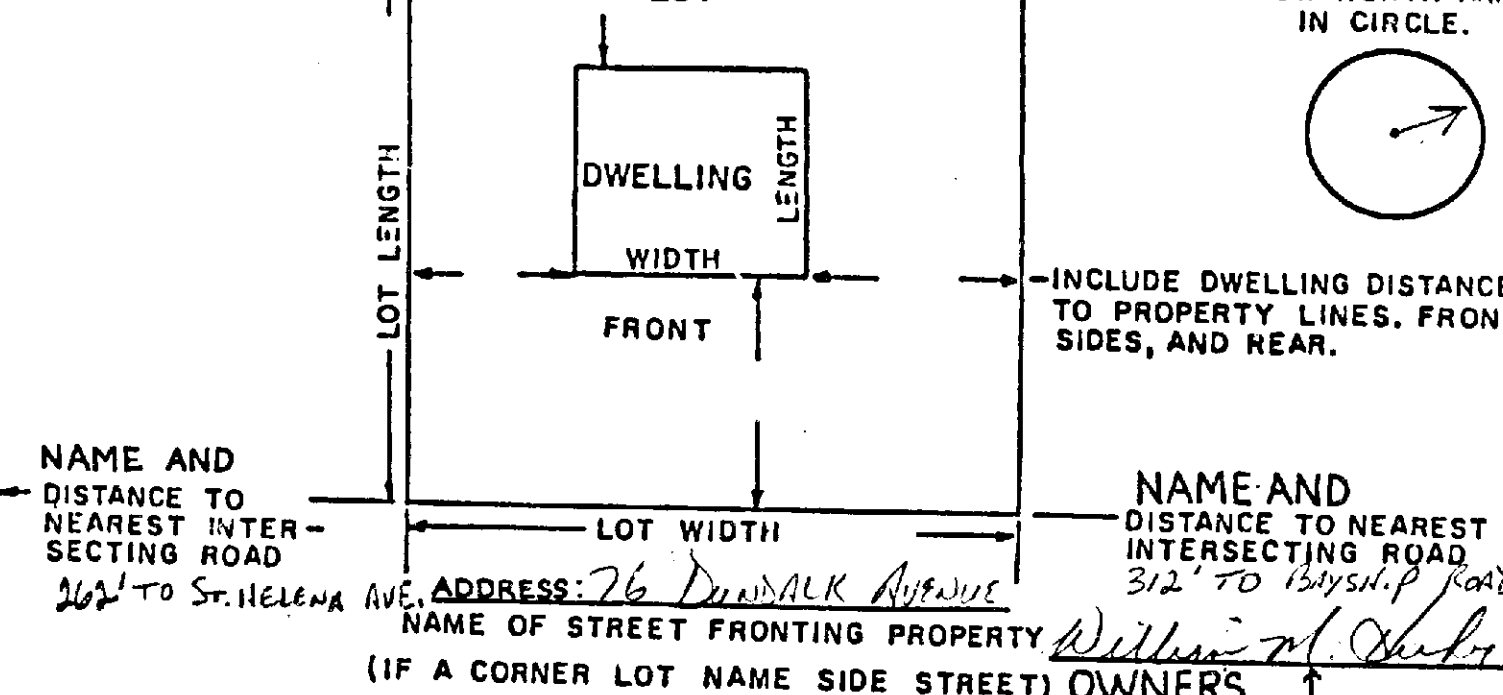 IN CIRCLE.
DWELLING
LENGTH
WIDTH
LOT LENGTH
FRONT
-INCLUDE DWELLING DISTANCE
TO PROPERTY LINES. FRON
SIDES, AND REAR.
NAME AND
DISTANCE TO
NEAREST INTER-
SECTING ROAD
262' TO ST. HELENA AVE.
LOT WIDTH
NAME AND
DISTANCE TO NEAREST
INTERSECTING ROAD
312' TO BAYSHIP ROAD
ADDRESS: 76 DUNDALK AVENUE
NAME OF STREET FRONTING PROPERTY
William M.
(IF A CORNER LOT NAME SIDE STREET) OWNERS